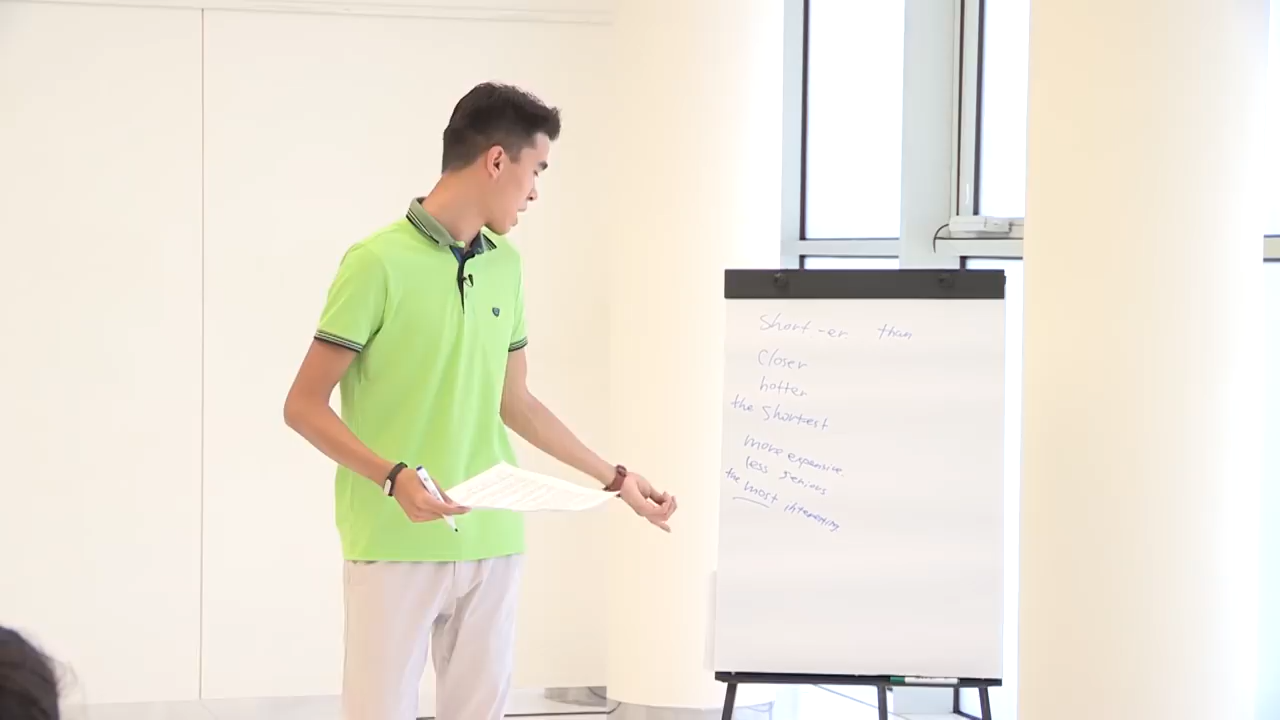 Short-er than
Closer
hotter
the shortest
more expensive
less serious
the most interesting